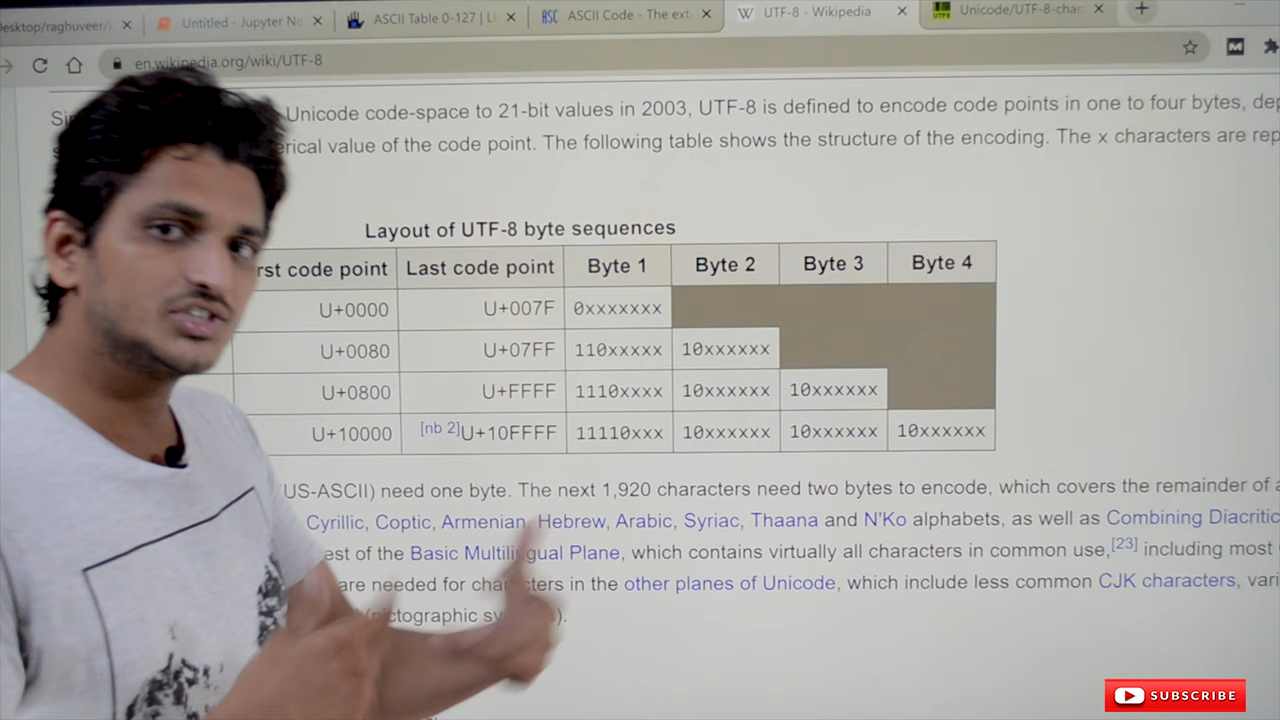 esktop/raghuveer/
Untitled - Jupyter No
ASCII Table 0-127 | L
ASC ASCII Code - The ext
W UTF-8 - Wikipedia
UTF8 Unicode/UTF-8-char
en.wikipedia.org/wiki/UTF-8
Unicode code-space to 21-bit values in 2003, UTF-8 is defined to encode code points in one to four bytes, de
erical value of the code point. The following table shows the structure of the encoding. The x characters are rep
Layout of UTF-8 byte sequences
rst code point Last code point Byte 1 Byte 2 Byte 3 Byte 4
U+0000 U+007F 0xxxxxxx
U+0080 U+07FF 110xxxxx 10xxxxxx
U+0800 U+FFFF 1110xxxx 10xxxxxx 10xxxxxx
U+10000 [nb 2]U+10FFFF 11110xxx 10xxxxxx 10xxxxxx 10xxxxxx
(US-ASCII) need one byte. The next 1,920 characters need two bytes to encode, which covers the remainder of a
Cyrillic, Coptic, Armenian, Hebrew, Arabic, Syriac, Thaana and N'Ko alphabets, as well as Combining Diacritic
est of the Basic Multilingual Plane, which contains virtually all characters in common use,[23] including most
are needed for characters in the other planes of Unicode, which include less common CJK characters, vari
(pictographic sy ).
SUBSCRIBE